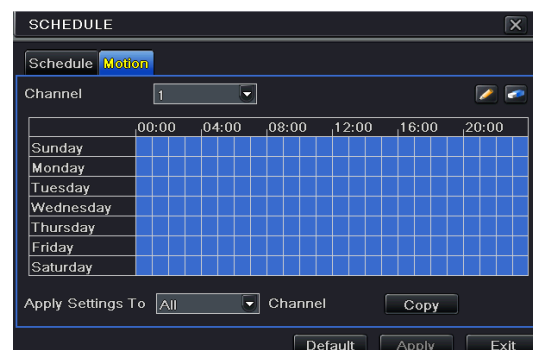 SCHEDULE
Schedule Motion
Channel 1
00:00 04:00 08:00 12:00 16:00 20:00
Sunday
Monday
Tuesday
Wednesday
Thursday
Friday
Saturday
Apply Settings To All Channel Copy
Default Apply Exit